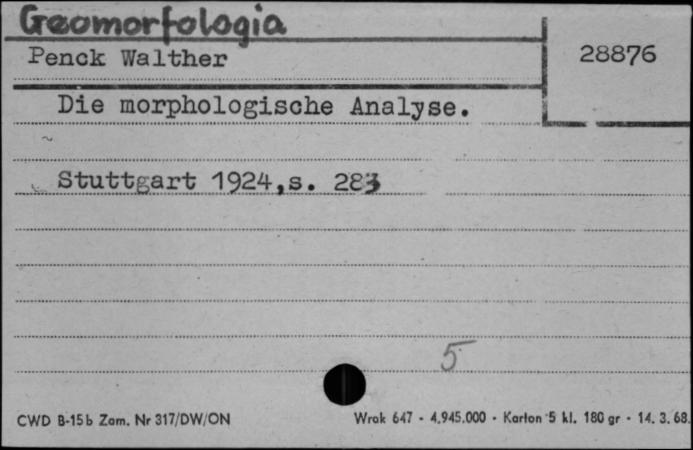 Geomorfologia
Penck Walther
28876
Die morphologische Analyse.
Stuttgart 1924,s. 283
5
CWD B-15b Zam. Nr 317/DW/ON
Wrak 647 - 4.945.000 - Karton 5 kl. 180 gr - 14. 3. 68.